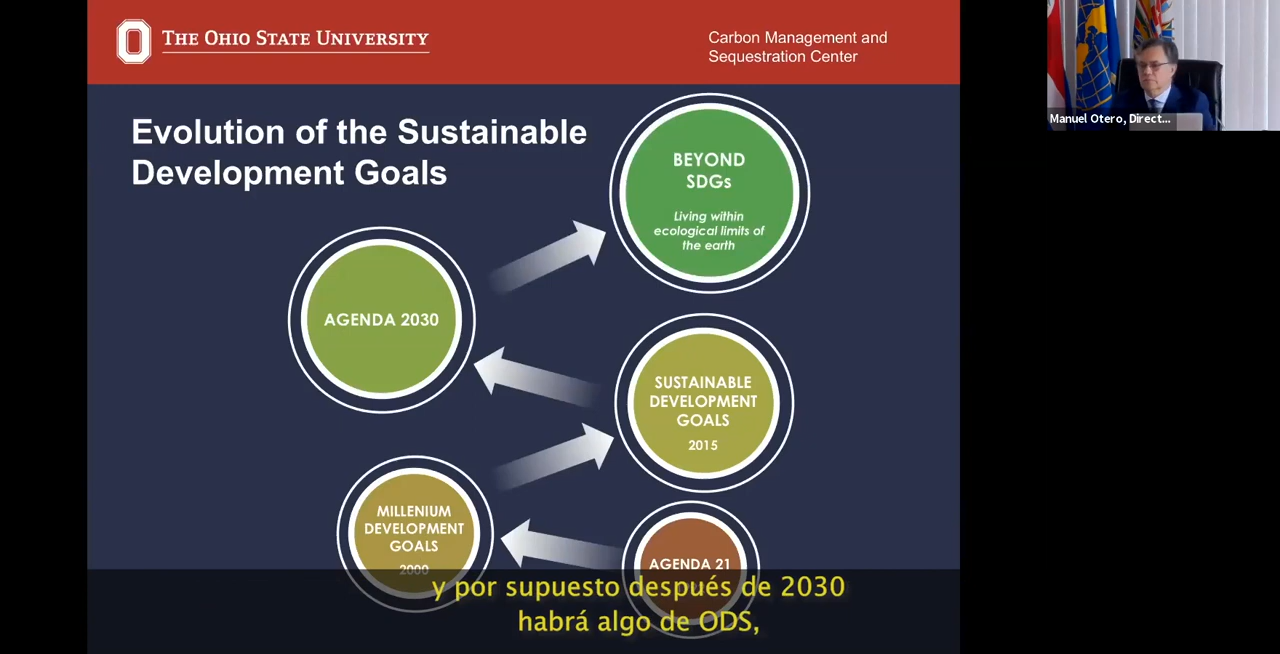 THE OHIO STATE UNIVERSITY
Carbon Management and
Sequestration Center
Manuel Otero, Direct...
Evolution of the Sustainable
Development Goals
BEYOND
SDGs
Living within
ecological limits of
the earth
AGENDA 2030
SUSTAINABLE
DEVELOPMENT
GOALS
2015
MILLENIUM
DEVELOPMENT
GOALS
2000
AGENDA 21
y por supuesto después de 2030
habrá algo de ODS,